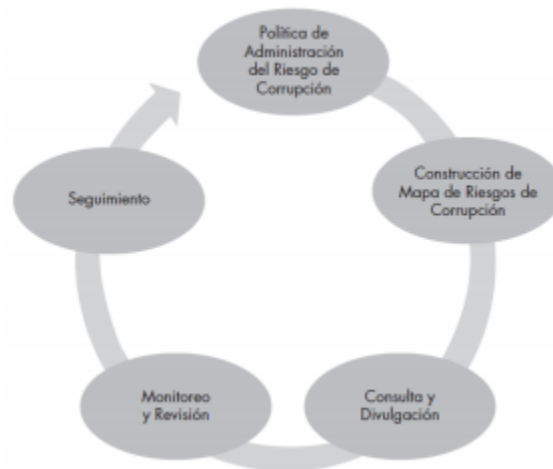 Política de
Administración
del Riesgo de
Corrupción
Construcción de
Mapa de Riesgos de
Corrupción
Consulta y
Divulgación
Monitoreo
y Revisión
Seguimiento